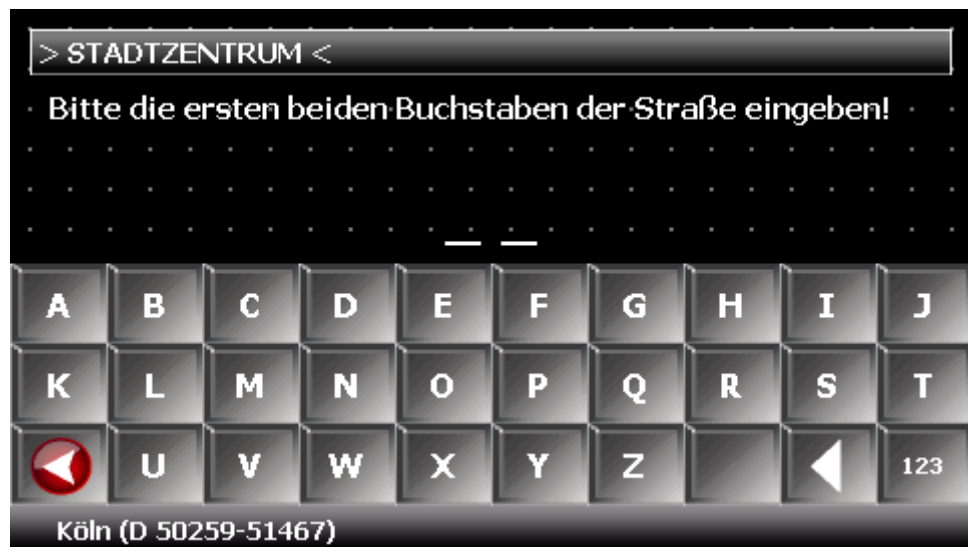 > STADTZENTRUM <
Bitte die ersten beiden Buchstaben der Straße eingeben!
A B C D E F G H I J
K L M N O P Q R S T
U V W X Y Z 123
Köln (D 50259-51467)